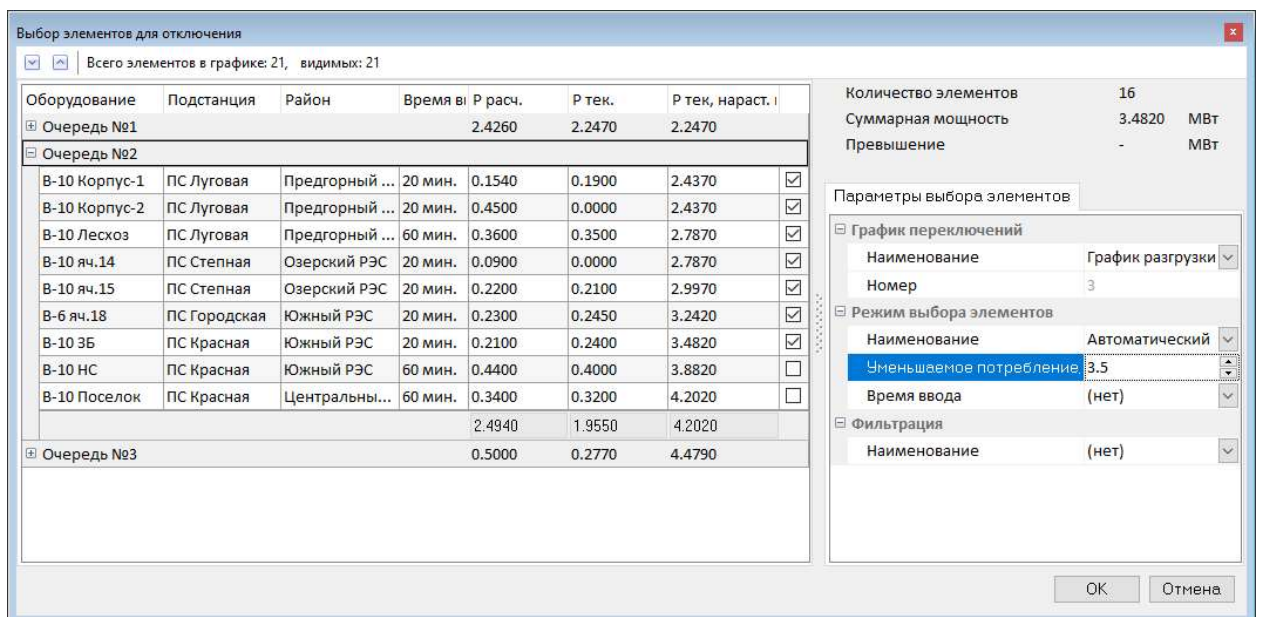 Выбор элементов для отключения
Всего элементов в графике: 21, видимых: 21
Оборудование Подстанция Район Время в Р расч. Р тек. Р тек, нараст.
Очередь №1 2.4260 2.2470 2.2470
Очередь №2
В-10 Корпус-1 ПС Луговая Предгорный ... 20 мин. 0.1540 0.1900 2.4370
В-10 Корпус-2 ПС Луговая Предгорный ... 20 мин. 0.4500 0.0000 2.4370
В-10 Лесхоз ПС Луговая Предгорный ... 60 мин. 0.3600 0.3500 2.7870
В-10 яч.14 ПС Степная Озерский РЭС 20 мин. 0.0900 0.0000 2.7870
В-10 яч.15 ПС Степная Озерский РЭС 20 мин. 0.2200 0.2100 2.9970
В-6 яч.18 ПС Городская Южный РЭС 20 мин. 0.2300 0.2450 3.2420
В-10 3Б ПС Красная Южный РЭС 20 мин. 0.2100 0.2400 3.4820
В-10 НС ПС Красная Южный РЭС 60 мин. 0.4400 0.4000 3.8820
В-10 Поселок ПС Красная Центральны... 60 мин. 0.3400 0.3200 4.2020
2.4940 1.9550 4.2020
Очередь №3 0.5000 0.2770 4.4790
Количество элементов 16
Суммарная мощность 3.4820 МВт
Превышение - МВт
Параметры выбора элементов
График переключений
Наименование График разгрузки
Номер 3
Режим выбора элементов
Наименование Автоматический
Уменьшаемое потребление, 3.5
Время ввода (нет)
Фильтрация
Наименование (нет)
ОК Отмена